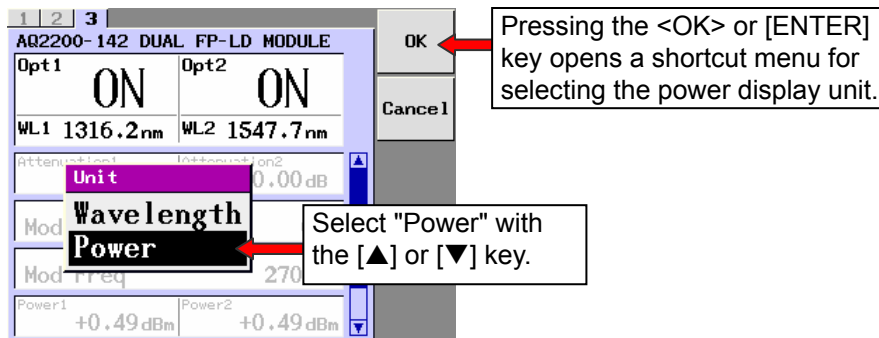 1 2 3
AQ2200-142 DUAL FP-LD MODULE
Opt1 ON Opt2 ON
WL1 1316.2nm WL2 1547.7nm
OK
Cancel
Pressing the <OK> or [ENTER]
key opens a shortcut menu for
selecting the power display unit.
0.00dB
Unit
Wavelength
Power
Select "Power" with
the [▲] or [▼] key.
Mod
Mod Freq 270
Power1 Power2
+0.49dBm +0.49dBm